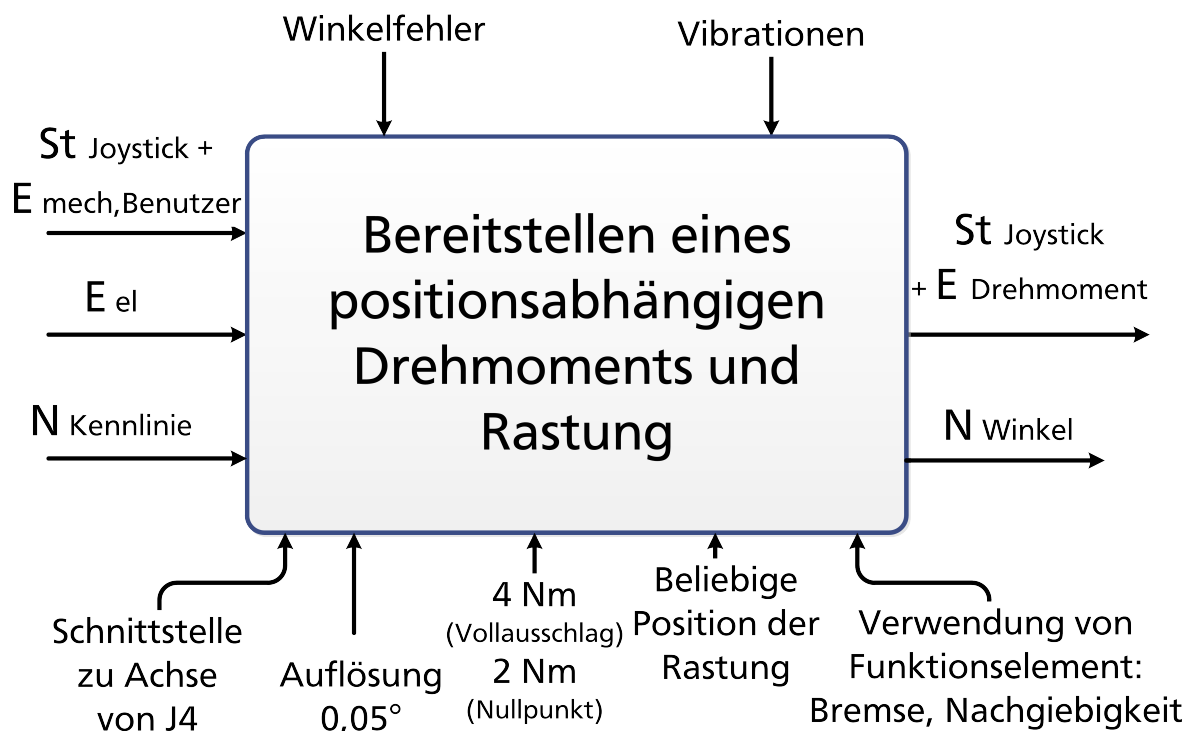 Winkelfehler
Vibrationen
St Joystick +
E mech,Benutzer
E el
N Kennlinie
Bereitstellen eines
positionsabhängigen
Drehmoments und
Rastung
St Joystick
+ E Drehmoment
N Winkel
Schnittstelle
zu Achse
von J4
Auflösung
0,05°
4 Nm
(Vollausschlag)
2 Nm
(Nullpunkt)
Beliebige
Position der
Rastung
Verwendung von
Funktionselement:
Bremse, Nachgiebigkeit